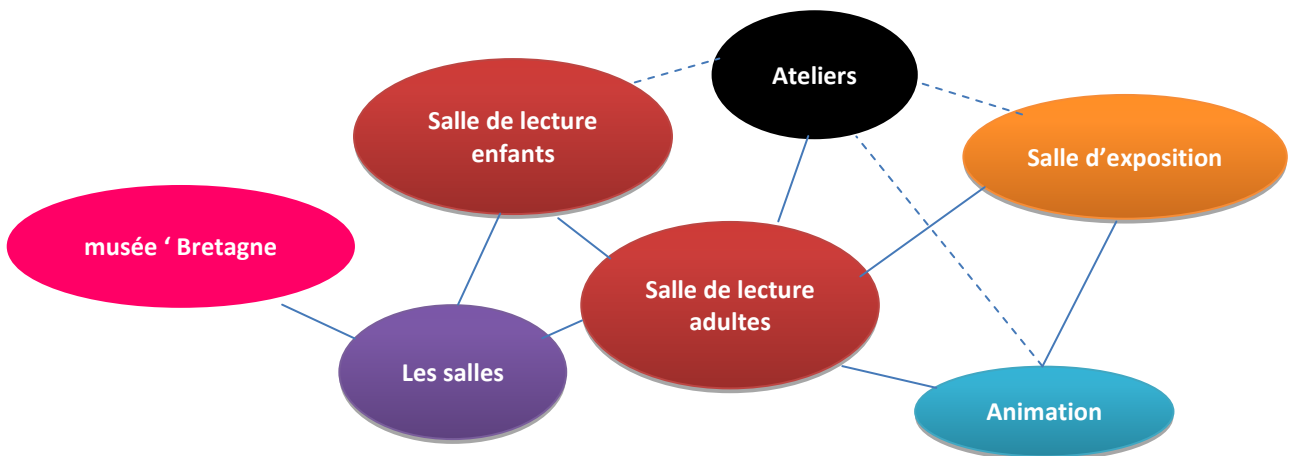 Ateliers
Salle de lecture
enfants
Salle d’exposition
musée ‘ Bretagne
Salle de lecture
adultes
Les salles
Animation